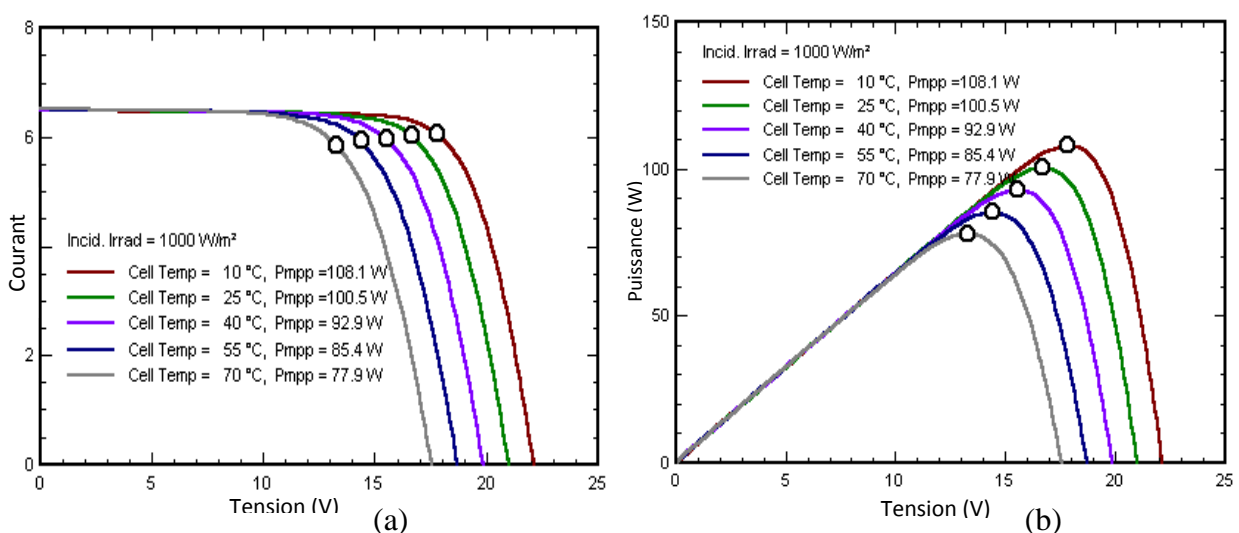 8
6
4
2
0
Courant
Incid. Irrad = 1000 W/m²
Cell Temp = 10 °C, Pmpp =108.1 W
Cell Temp = 25 °C, Pmpp =100.5 W
Cell Temp = 40 °C, Pmpp = 92.9 W
Cell Temp = 55 °C, Pmpp = 85.4 W
Cell Temp = 70 °C, Pmpp = 77.9 W
0 5 10 15 20 25
Tension (V)
(a)
150
100
50
0
Puissance (W)
Incid. Irrad = 1000 W/m²
Cell Temp = 10 °C, Pmpp =108.1 W
Cell Temp = 25 °C, Pmpp =100.5 W
Cell Temp = 40 °C, Pmpp = 92.9 W
Cell Temp = 55 °C, Pmpp = 85.4 W
Cell Temp = 70 °C, Pmpp = 77.9 W
0 5 10 15 20 25
Tension (V)
(b)